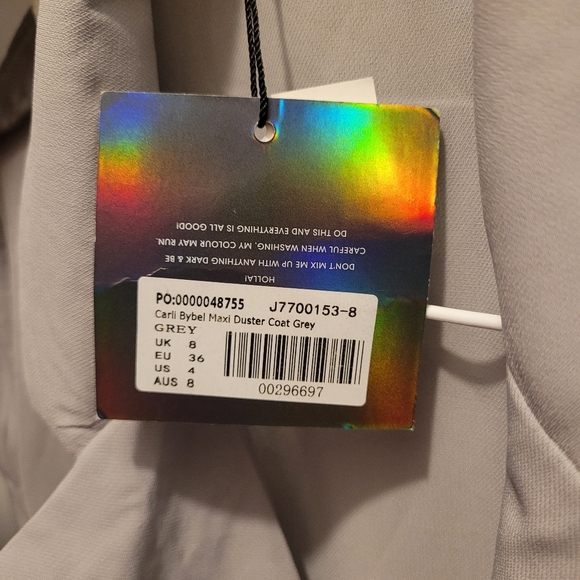 HOLLA!
DON'T MIX ME UP WITH ANYTHING DARK & BE
CAREFUL WHEN WASHING, MY COLOUR MAY RUN.
DO THIS AND EVERYTHING IS ALL GOOD!
PO:0000048755 J7700153-8
Carli Bybel Maxi Duster Coat Grey
GREY
UK 8
EU 36
US 4
AUS 8
00296697